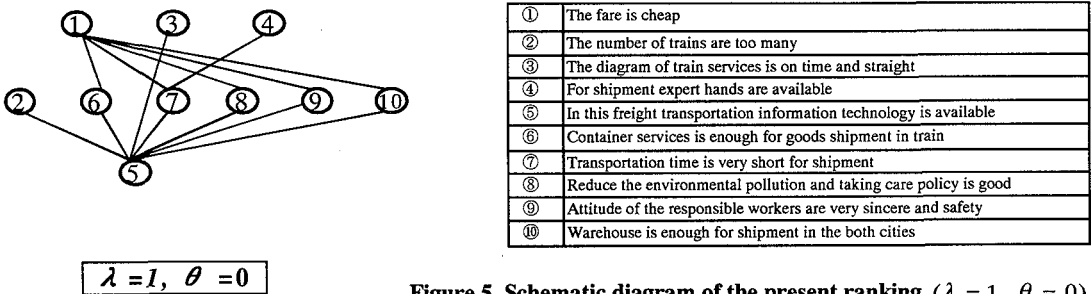 1 3 4
2 6 7 8 9 10
5
λ =1, θ =0
① The fare is cheap
② The number of trains are too many
③ The diagram of train services is on time and straight
④ For shipment expert hands are available
⑤ In this freight transportation information technology is available
⑥ Container services is enough for goods shipment in train
⑦ Transportation time is very short for shipment
⑧ Reduce the environmental pollution and taking care policy is good
⑨ Attitude of the responsible workers are very sincere and safety
⑩ Warehouse is enough for shipment in the both cities
Figure 5. Schematic diagram of the present ranking (λ = 1, θ = 0)